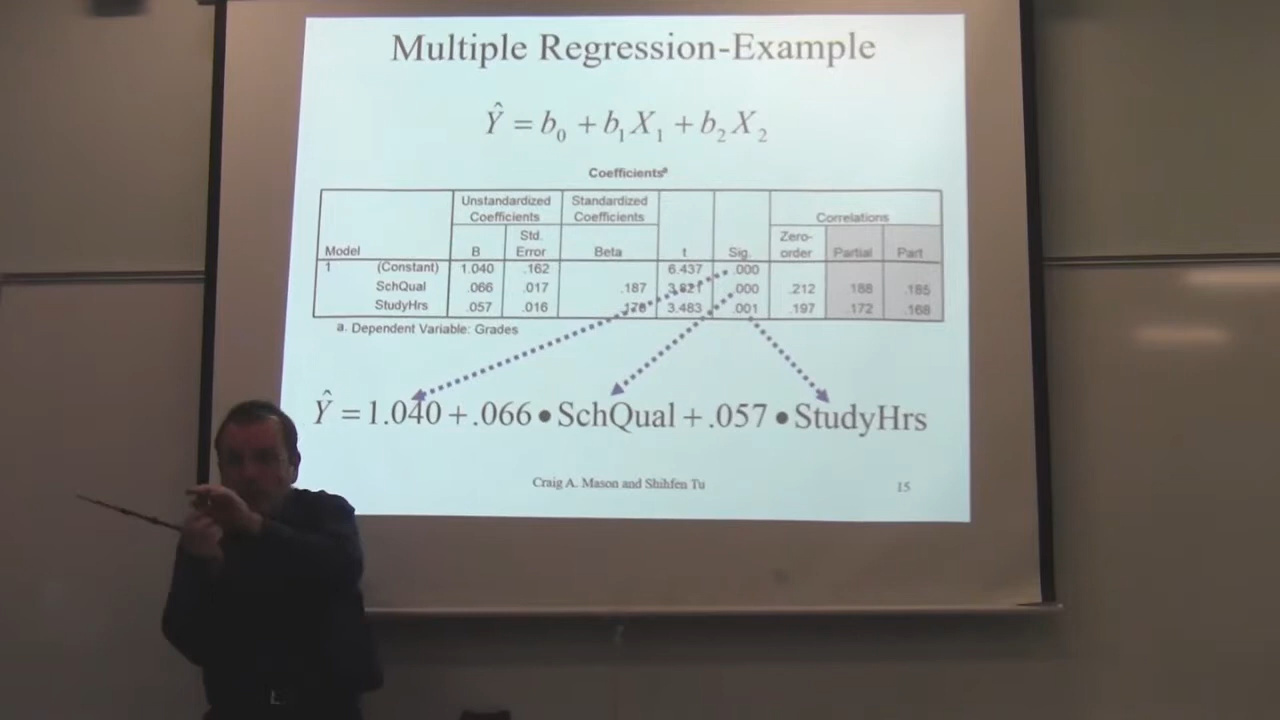 Multiple Regression-Example
Ŷ = b₀ + b₁X₁ + b₂X₂
Coefficientsª
Unstandardized Coefficients Standardized Coefficients Correlations
Model B Std. Error Beta t Sig. Zero-order Partial Part
1 (Constant) 1.040 .162 6.437 .000
SchQual .066 .017 .187 .000 .212 .188 .185
StudyHrs .057 .016 3.483 .001 .197 .172 .168
a. Dependent Variable: Grades
Ŷ = 1.040 + .066 • SchQual + .057 • StudyHrs
Craig A. Mason and Shihfen Tu 15